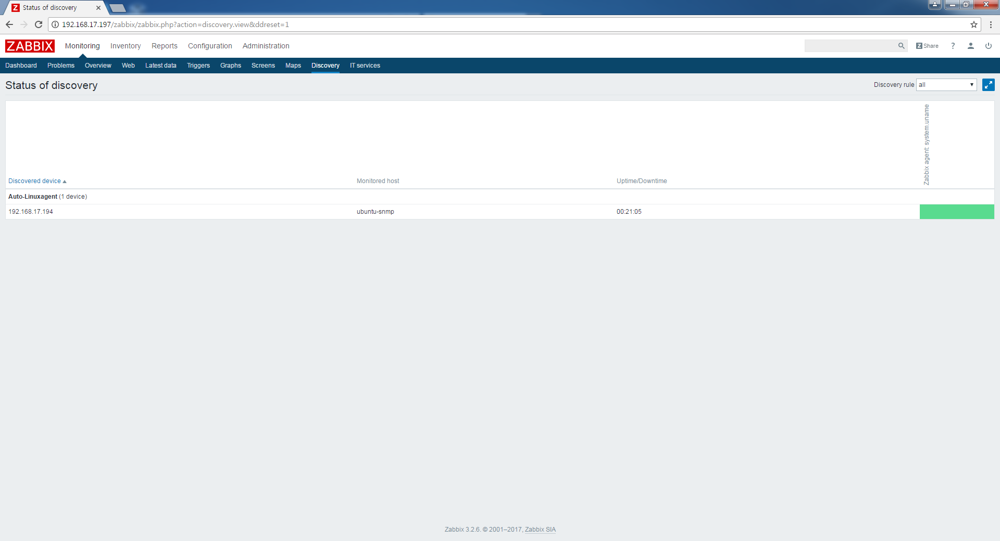 Status of discovery
192.168.17.197/zabbix/zabbix.php?action=discovery.view&ddreset=1
ZABBIX Monitoring Inventory Reports Configuration Administration Z Share ?
Dashboard Problems Overview Web Latest data Triggers Graphs Screens Maps Discovery IT services
Status of discovery Discovery rule all
Discovered device Monitored host Uptime/Downtime Zabbix agent: system.uname
Auto-Linuxagent (1 device)
192.168.17.194 ubuntu-snmp 00:21:05
Zabbix 3.2.6. © 2001–2017, Zabbix SIA